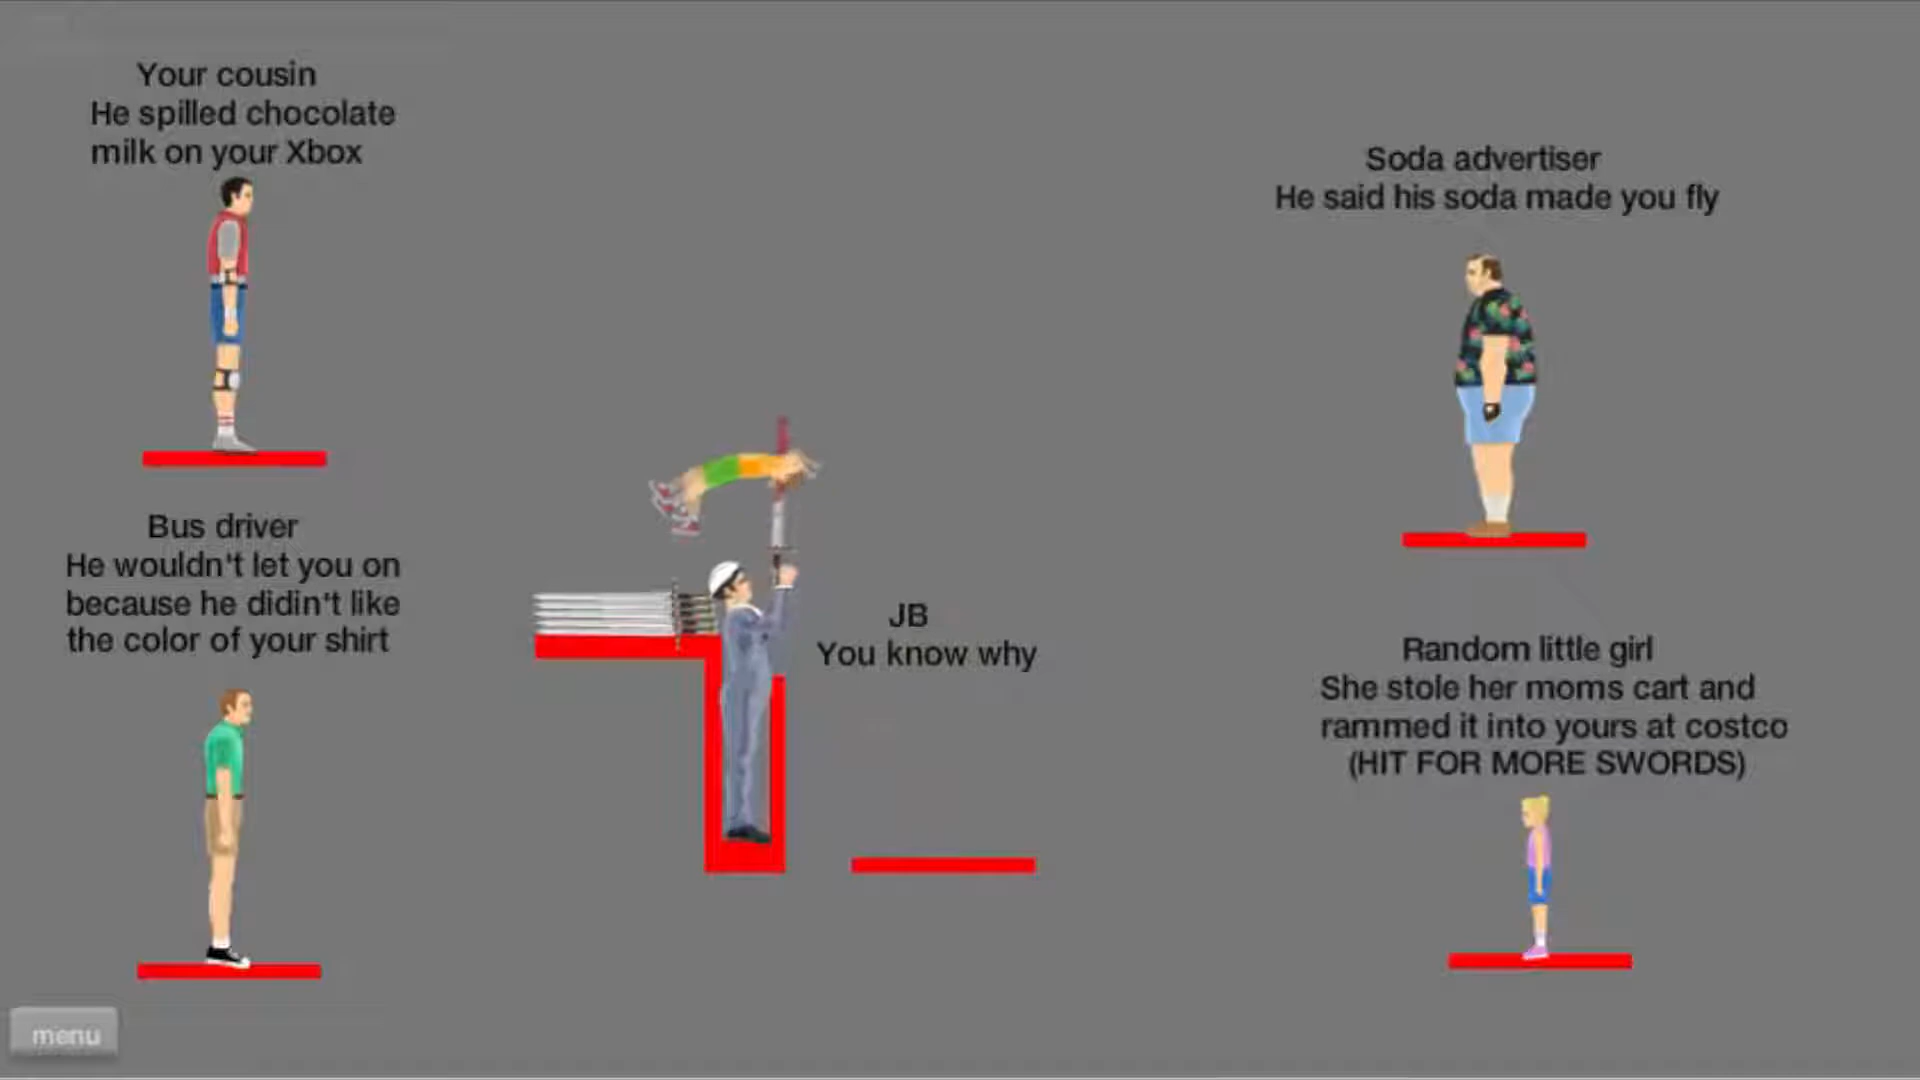 Your cousin
He spilled chocolate
milk on your Xbox
Soda advertiser
He said his soda made you fly
Bus driver
He wouldn't let you on
because he didin't like
the color of your shirt
JB
You know why
Random little girl
She stole her moms cart and
rammed it into yours at costco
(HIT FOR MORE SWORDS)
menu